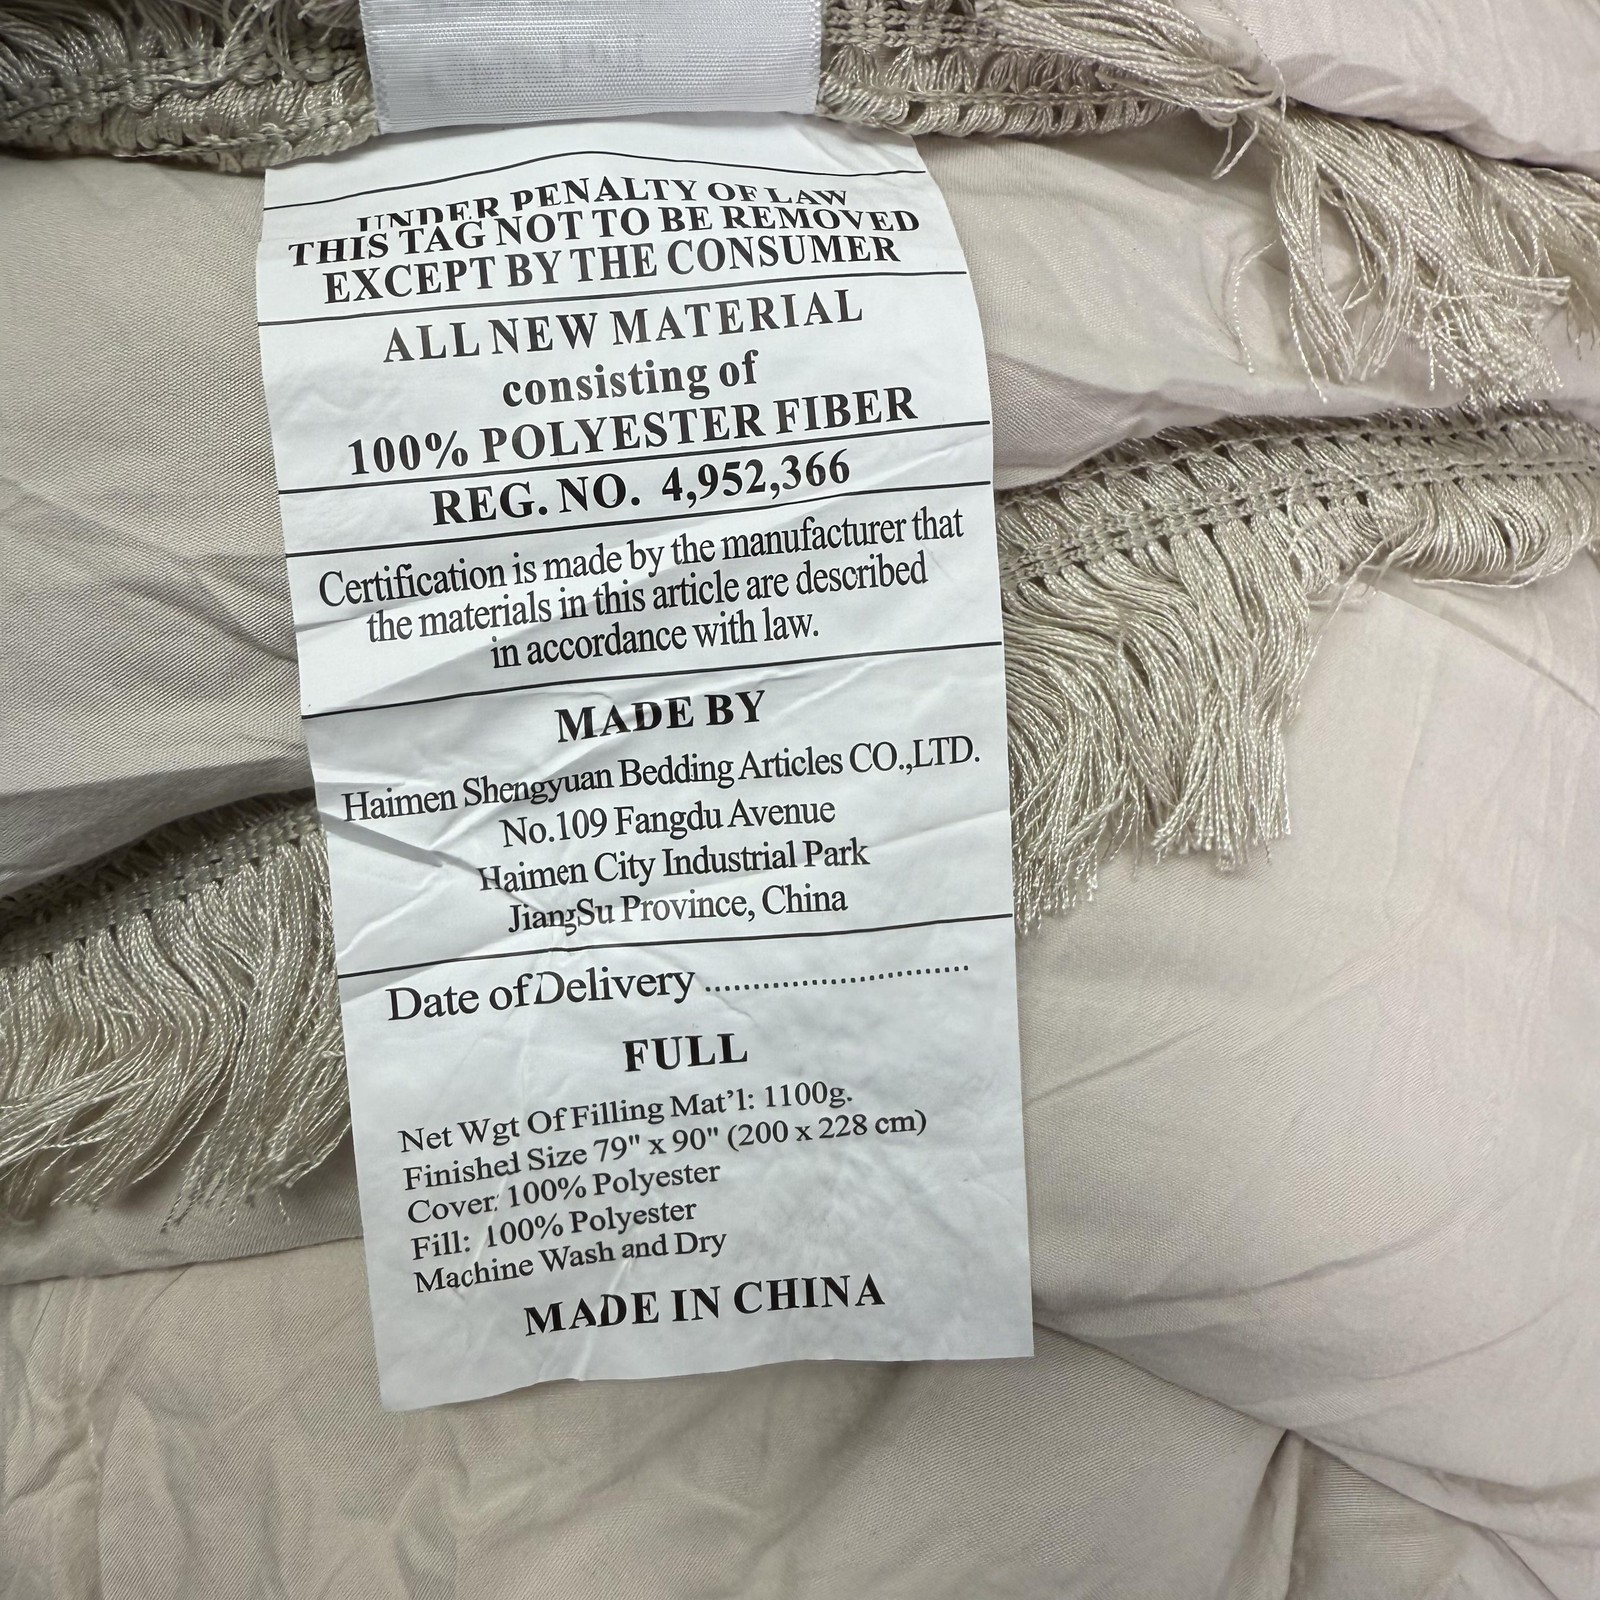 UNDER PENALTY OF LAW
THIS TAG NOT TO BE REMOVED
EXCEPT BY THE CONSUMER
ALL NEW MATERIAL
consisting of
100% POLYESTER FIBER
REG. NO. 4,952,366
Certification is made by the manufacturer that
the materials in this article are described
in accordance with law.
MADE BY
Haimen Shengyuan Bedding Articles CO.,LTD.
No.109 Fangdu Avenue
Haimen City Industrial Park
JiangSu Province, China
Date of Delivery ..............................
FULL
Net Wgt Of Filling Mat'l: 1100g.
Finished Size 79" x 90" (200 x 228 cm)
Cover: 100% Polyester
Fill: 100% Polyester
Machine Wash and Dry
MADE IN CHINA